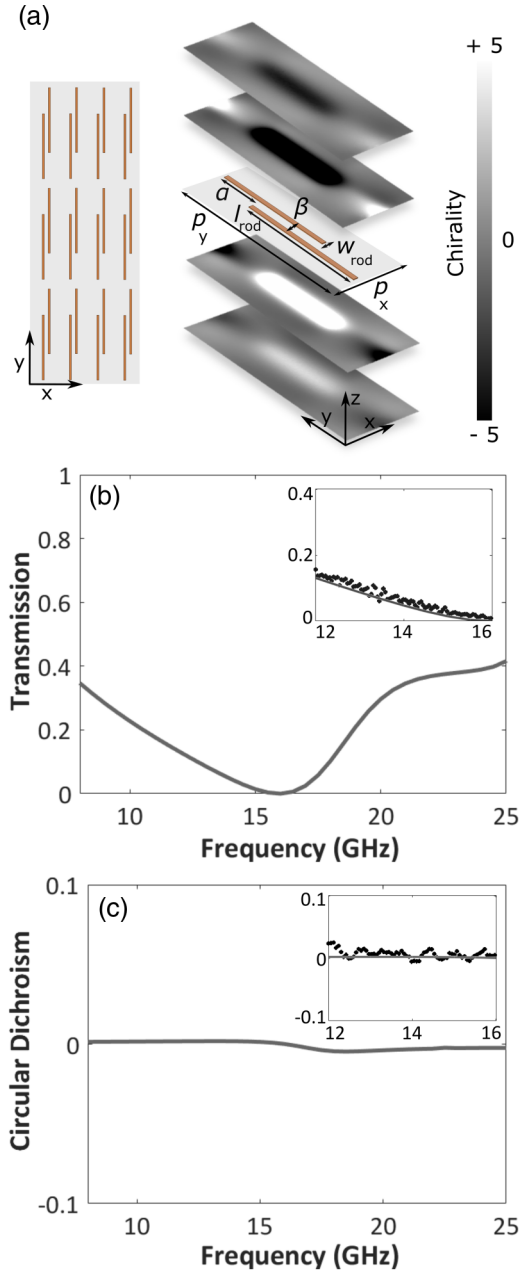 (a)
+ 5
Chirality
0
- 5
a
β
l rod
w rod
p y
p x
y
x
z
y
x
(b)
Transmission
1
0.8
0.6
0.4
0.2
0
10
15
20
25
Frequency (GHz)
0.4
0.2
0
12
14
16
(c)
Circular Dichroism
0.1
0
-0.1
10
15
20
25
Frequency (GHz)
0.1
0
-0.1
12
14
16